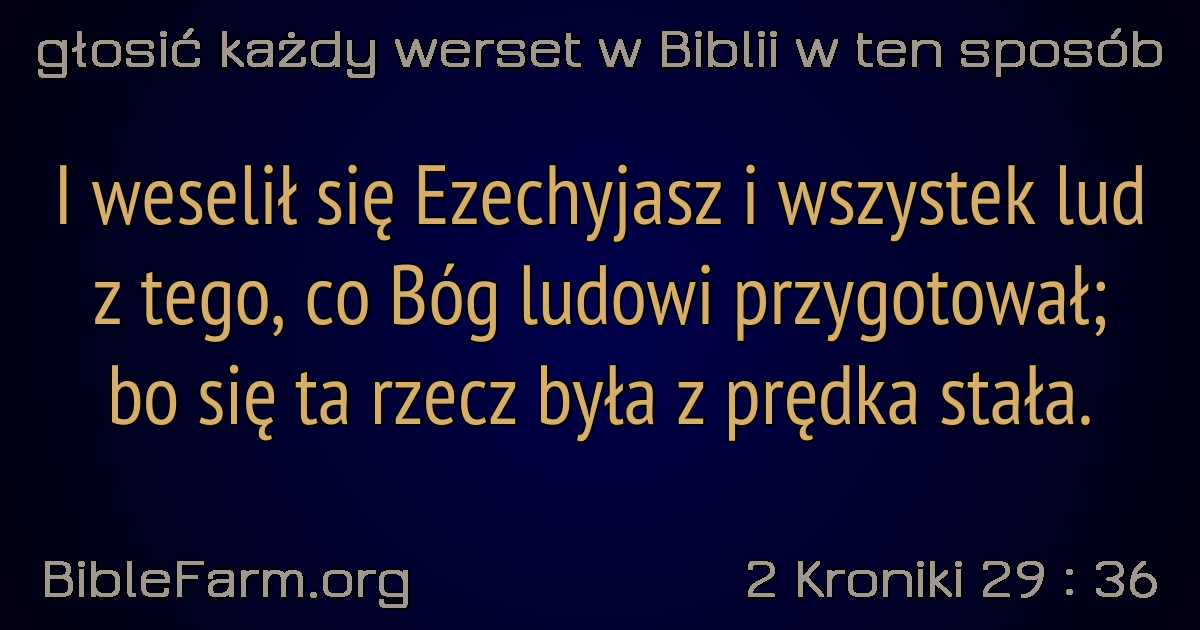 głosić każdy werset w Biblii w ten sposób
I weselił się Ezechyjasz i wszystek lud
z tego, co Bóg ludowi przygotował;
bo się ta rzecz była z prędka stała.
BibleFarm.org
2 Kroniki 29 : 36